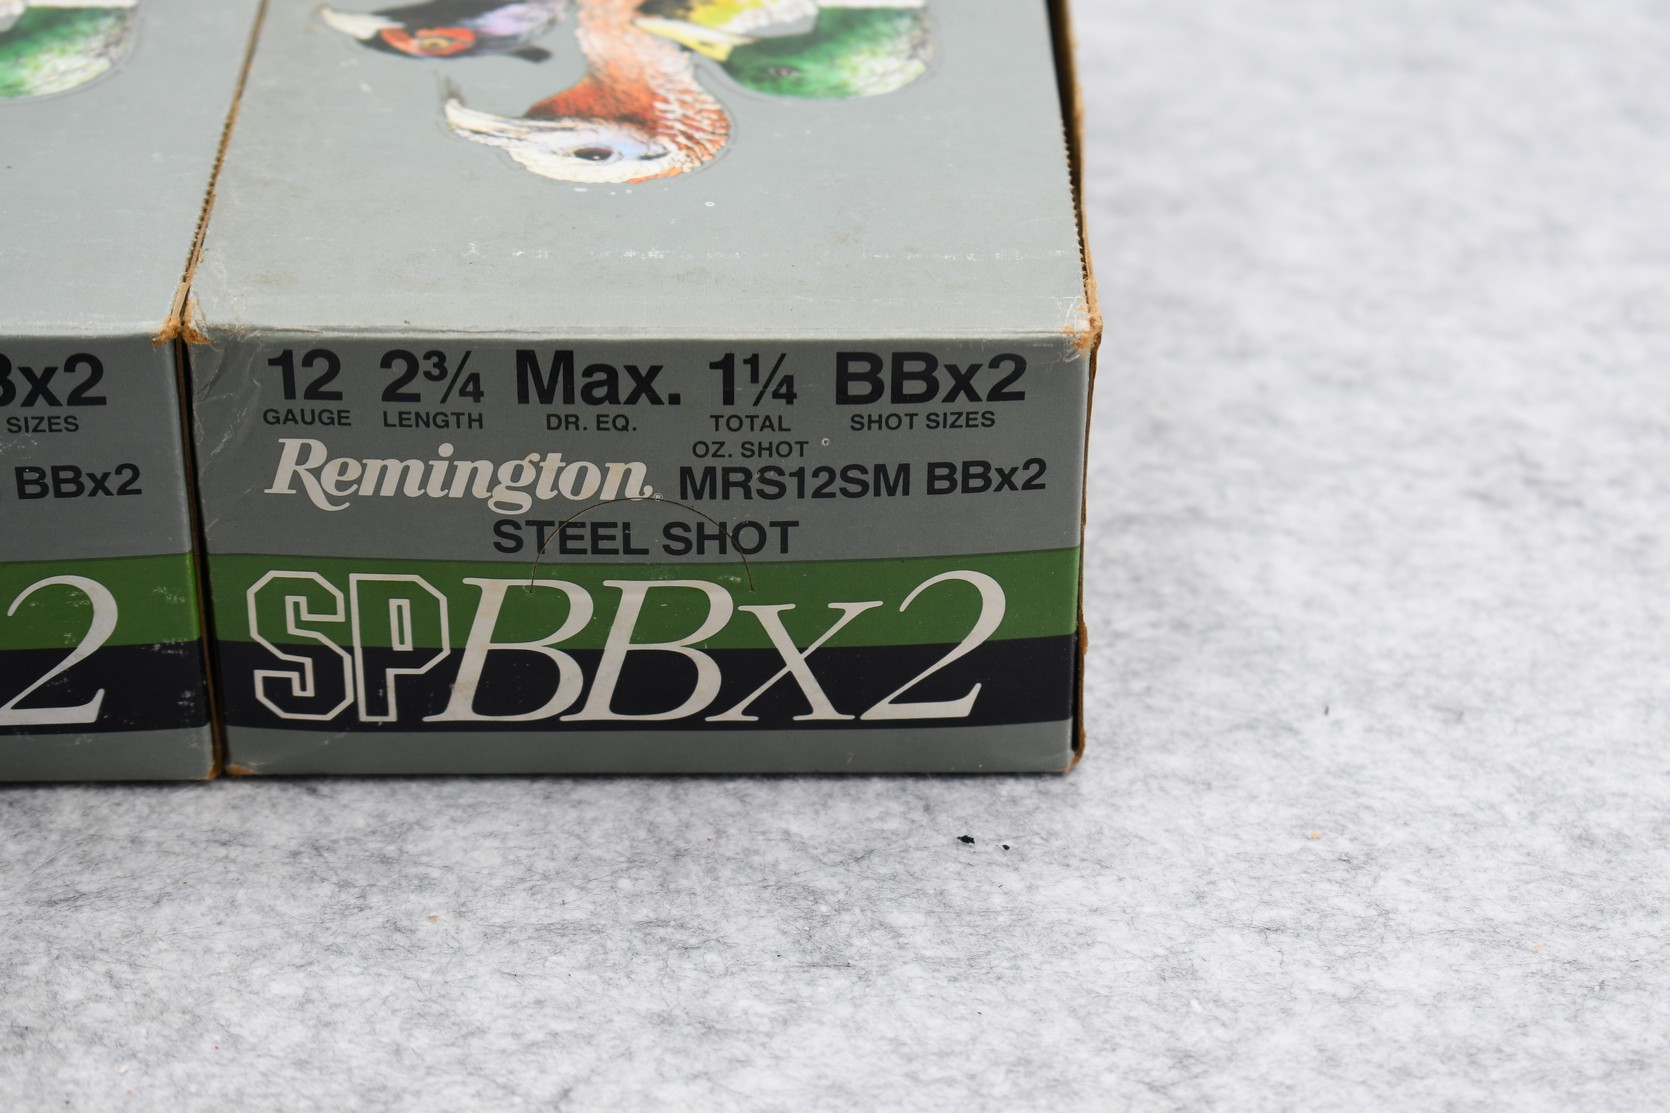 12 2¾ Max. 1¼ BBx2
GAUGE LENGTH DR. EQ. TOTAL SHOT SIZES
OZ. SHOT
Remington® MRS12SM BBx2
STEEL SHOT
SPBBx2
x2
SIZES
BBx2
2